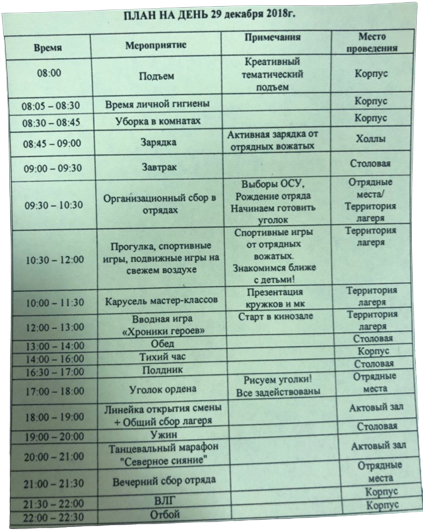 ПЛАН НА ДЕНЬ 29 декабря 2018г.
Время Мероприятие Примечания Место
проведения
08:00 Подъем Креативный
тематический
подъем Корпус
08:05 – 08:30 Время личной гигиены Корпус
08:30 – 08:45 Уборка в комнатах Корпус
08:45 – 09:00 Зарядка Активная зарядка от
отрядных вожатых Холлы
09:00 – 09:30 Завтрак Столовая
09:30 – 10:30 Организационный сбор в
отрядах Выборы ОСУ,
Рождение отряда
Начинаем готовить
уголок Отрядные
места/
Территория
лагеря
10:30 – 12:00 Прогулка, спортивные
игры, подвижные игры на
свежем воздухе Спортивные игры
от отрядных
вожатых.
Знакомимся ближе
с детьми! Территория
лагеря
10:00 – 11:30 Карусель мастер-классов Презентация
кружков и мк Территория
лагеря
12:00 – 13:00 Вводная игра
«Хроники героев» Старт в кинозале Территория
лагеря
13:00 – 14:00 Обед Столовая
14:00 – 16:00 Тихий час Корпус
16:30 – 17:00 Полдник Столовая
17:00 – 18:00 Уголок ордена Рисуем уголки!
Все задействованы Отрядные
места
18:00 – 19:00 Линейка открытия смены
+ Общий сбор лагеря Актовый зал
19:00 – 20:00 Ужин Столовая
20:00 – 21:00 Танцевальный марафон
"Северное сияние" Актовый зал
21:00 – 21:30 Вечерний сбор отряда Отрядные
места
21:30 – 22:00 ВЛГ Корпус
22:00 – 22:30 Отбой Корпус